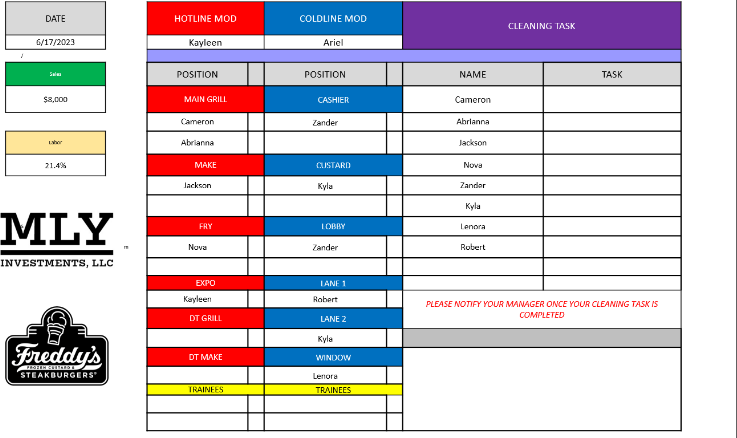 DATE HOTLINE MOD COLDLINE MOD CLEANING TASK
6/17/2023 Kayleen Ariel
/
Sales POSITION POSITION NAME TASK
$8,000 MAIN GRILL CASHIER Cameron
Cameron Zander Abrianna
Labor Abrianna Jackson
21.4% MAKE CUSTARD Nova
Jackson Kyla Zander
Kyla
MLY FRY LOBBY Lenora
Nova Zander Robert
TM
INVESTMENTS, LLC
EXPO LANE 1
Kayleen Robert PLEASE NOTIFY YOUR MANAGER ONCE YOUR CLEANING TASK IS
DT GRILL LANE 2 COMPLETED
Kyla
Freddy's DT MAKE WINDOW
FROZEN CUSTARD &
STEAKBURGERS® Lenora
TRAINEES TRAINEES